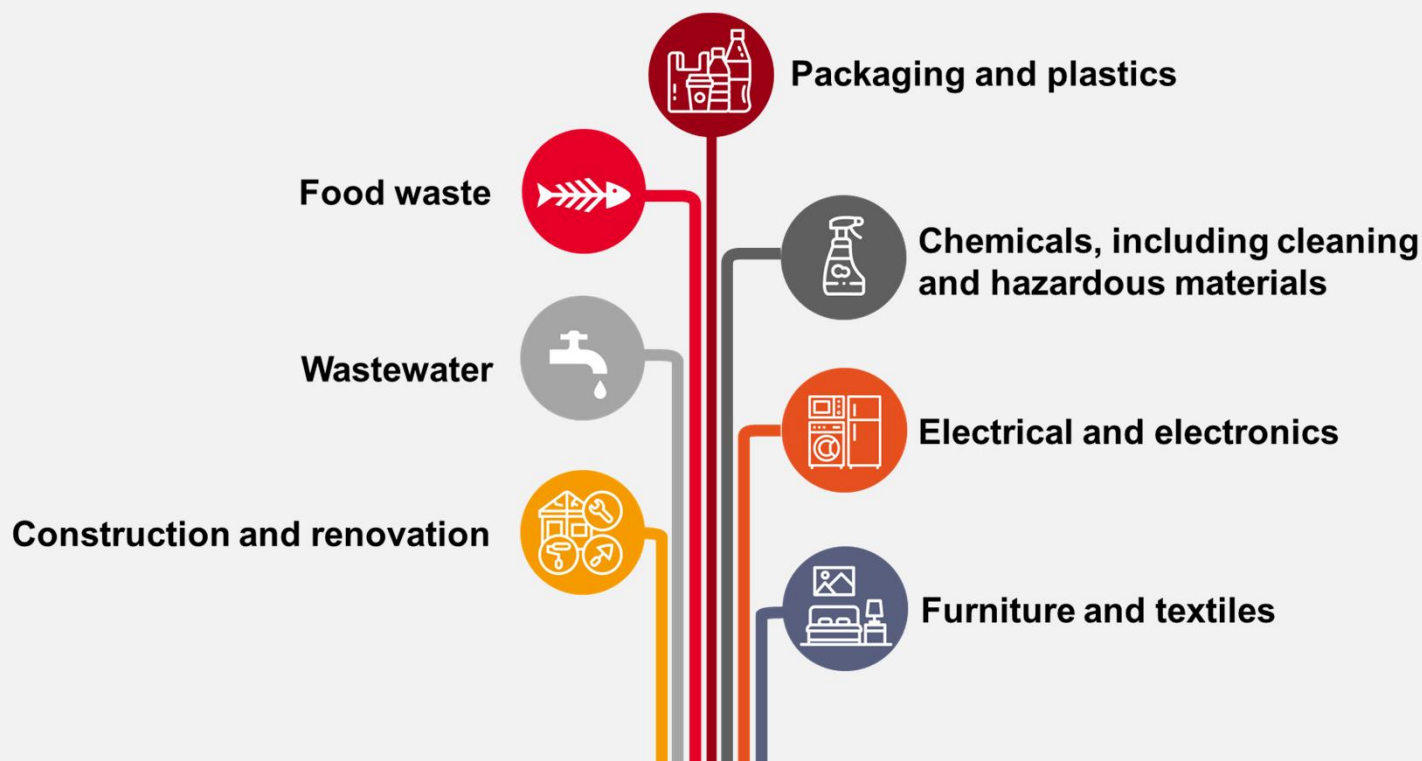 Packaging and plastics
Food waste
Chemicals, including cleaning
and hazardous materials
Wastewater
Electrical and electronics
Construction and renovation
Furniture and textiles